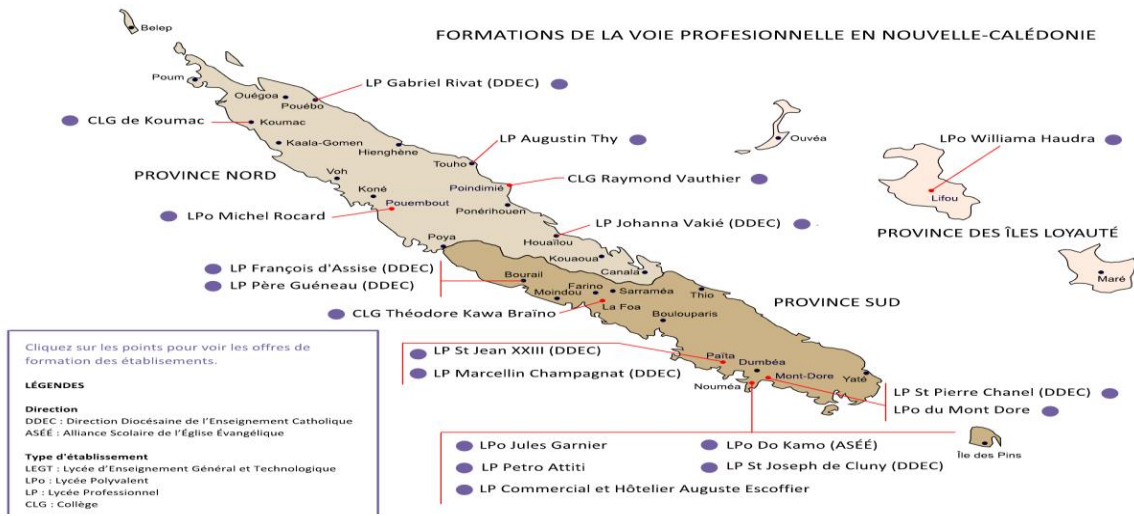 FORMATIONS DE LA VOIE PROFESIONNELLE EN NOUVELLE-CALÉDONIE
Belep
Poum
Ouégoa
Pouébo
LP Gabriel Rivat (DDEC)
CLG de Koumac
Koumac
Kaala-Gomen
Hienghène
LP Augustin Thy
Touho
Ouvéa
LPo Williama Haudra
Lifou
PROVINCE NORD
Voh
Koné
Pouembout
Poindimié
CLG Raymond Vauthier
Ponérihouen
LPo Michel Rocard
LP Johanna Vakié (DDEC)
Houaïlou
Poya
Kouaoua
Canala
PROVINCE DES ÎLES LOYAUTÉ
Maré
LP François d'Assise (DDEC)
LP Père Guéneau (DDEC)
Bourail
Moindou
Farino
Sarraméa
La Foa
Thio
PROVINCE SUD
CLG Théodore Kawa Braïno
Boulouparis
LP St Jean XXIII (DDEC)
LP Marcellin Champagnat (DDEC)
Païta
Dumbéa
Mont-Dore
Nouméa
Yaté
LP St Pierre Chanel (DDEC)
LPo du Mont Dore
Île des Pins
LPo Jules Garnier
LPo Do Kamo (ASÉÉ)
LP Petro Attiti
LP St Joseph de Cluny (DDEC)
LP Commercial et Hôtelier Auguste Escoffier
Cliquez sur les points pour voir les offres de
formation des établisements.
LÉGENDES
Direction
DDEC : Direction Diocésaine de l'Enseignement Catholique
ASÉÉ : Alliance Scolaire de l'Église Évangélique
Type d'établissement
LEGT : Lycée d'Enseignement Général et Technologique
LPo : Lycée Polyvalent
LP : Lycée Professionnel
CLG : Collège